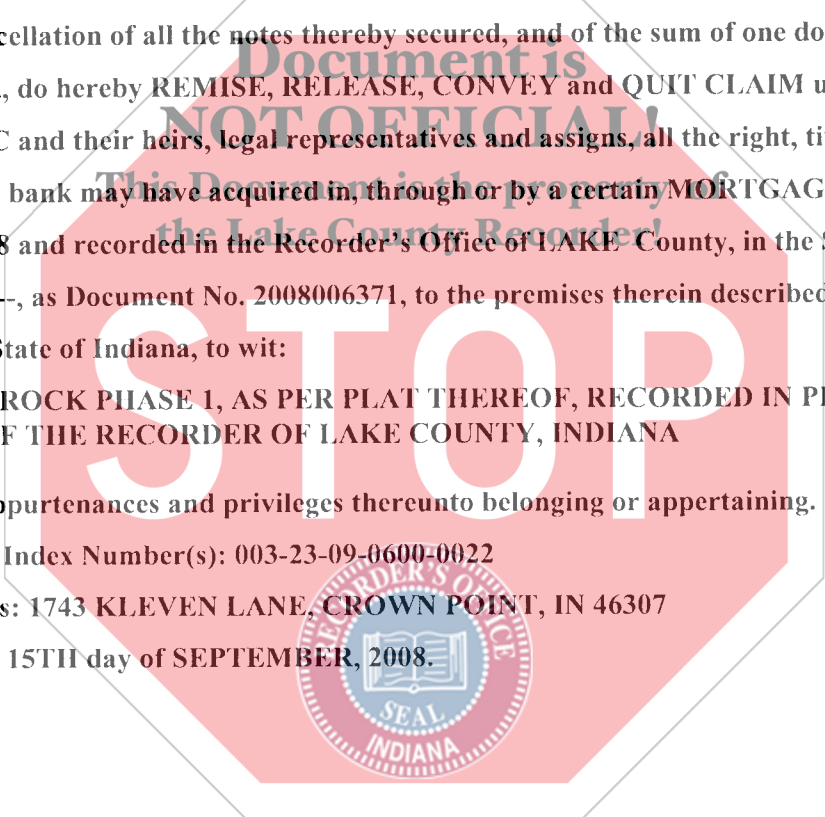 cellation of all the notes thereby secured, and of the sum of one do
Document is
, do hereby REMISE, RELEASE, CONVEY and QUIT CLAIM u
NOT OFFICIAL!
C and their heirs, legal representatives and assigns, all the right, ti
This Document is the property of
bank may have acquired in, through or by a certain MORTGAG
the Lake County Recorder!
8 and recorded in the Recorder's Office of LAKE County, in the S
--, as Document No. 2008006371, to the premises therein described
State of Indiana, to wit:
STOP
ROCK PHASE 1, AS PER PLAT THEREOF, RECORDED IN PL
F THE RECORDER OF LAKE COUNTY, INDIANA
ppurtenances and privileges thereunto belonging or appertaining.
Index Number(s): 003-23-09-0600-0022
s: 1743 KLEVEN LANE, CROWN POINT, IN 46307
15TH day of SEPTEMBER, 2008.
RECORDER'S OFFICE
SEAL
INDIANA